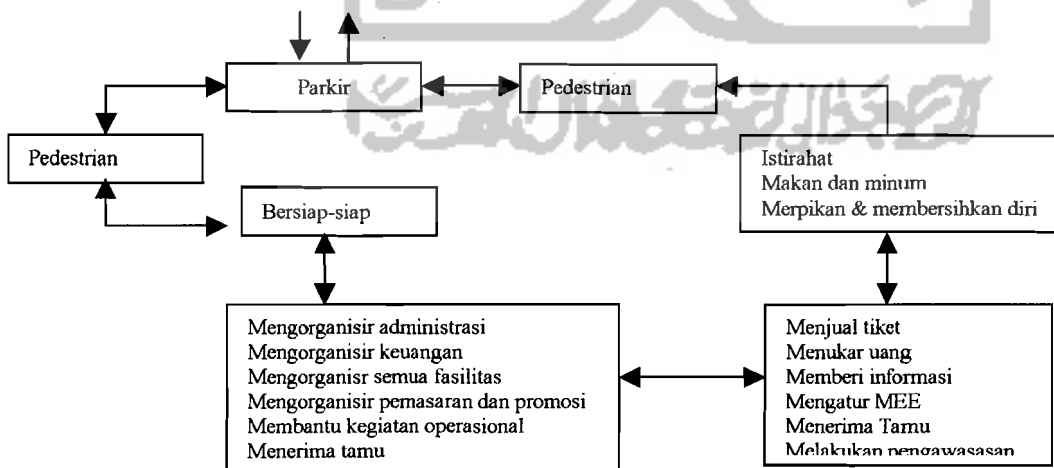 Parkir
Pedestrian
Pedestrian
Istirahat
Makan dan minum
Merpikan & membersihkan diri
Bersiap-siap
Mengorganisir administrasi
Mengorganisir keuangan
Mengorganisr semua fasilitas
Mengorganisir pemasaran dan promosi
Membantu kegiatan operasional
Menerima tamu
Menjual tiket
Menukar uang
Memberi informasi
Mengatur MEE
Menerima Tamu
Melakukan pengawasasan